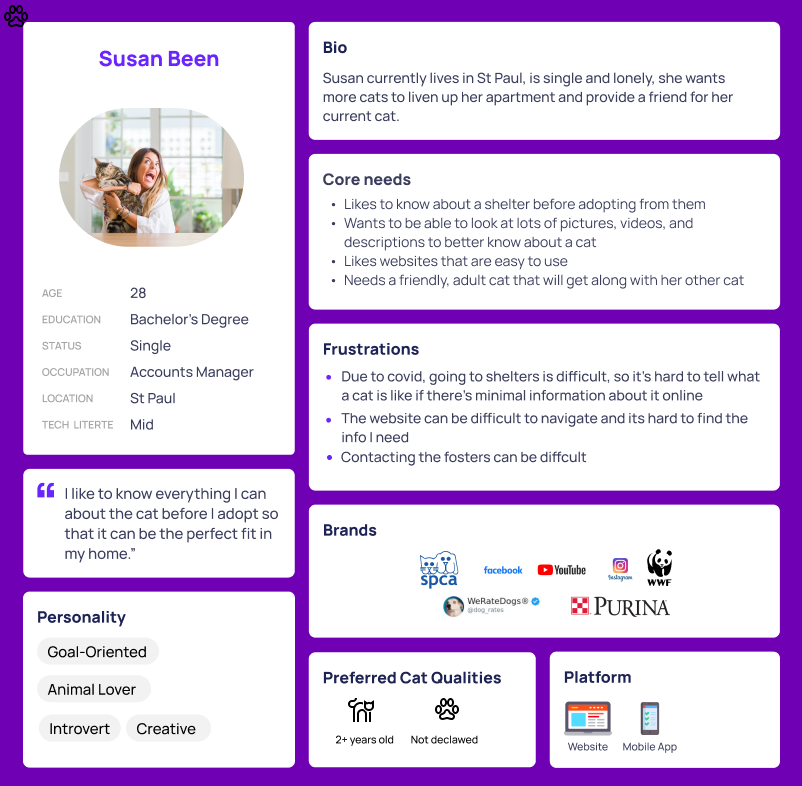 Susan Been
AGE 28
EDUCATION Bachelor's Degree
STATUS Single
OCCUPATION Accounts Manager
LOCATION St Paul
TECH LITERTE Mid
“ I like to know everything I can
about the cat before I adopt so
that it can be the perfect fit in
my home.”
Personality
Goal-Oriented
Animal Lover
Introvert Creative
Bio
Susan currently lives in St Paul, is single and lonely, she wants
more cats to liven up her apartment and provide a friend for her
current cat.
Core needs
• Likes to know about a shelter before adopting from them
• Wants to be able to look at lots of pictures, videos, and
descriptions to better know about a cat
• Likes websites that are easy to use
• Needs a friendly, adult cat that will get along with her other cat
Frustrations
• Due to covid, going to shelters is difficult, so it's hard to tell what
a cat is like if there's minimal information about it online
• The website can be difficult to navigate and its hard to find the
info I need
• Contacting the fosters can be diffcult
Brands
spca facebook YouTube Instagram WWF
WeRateDogs®
@dog_rates
PURINA
Preferred Cat Qualities
2+ years old Not declawed
Platform
Website Mobile App